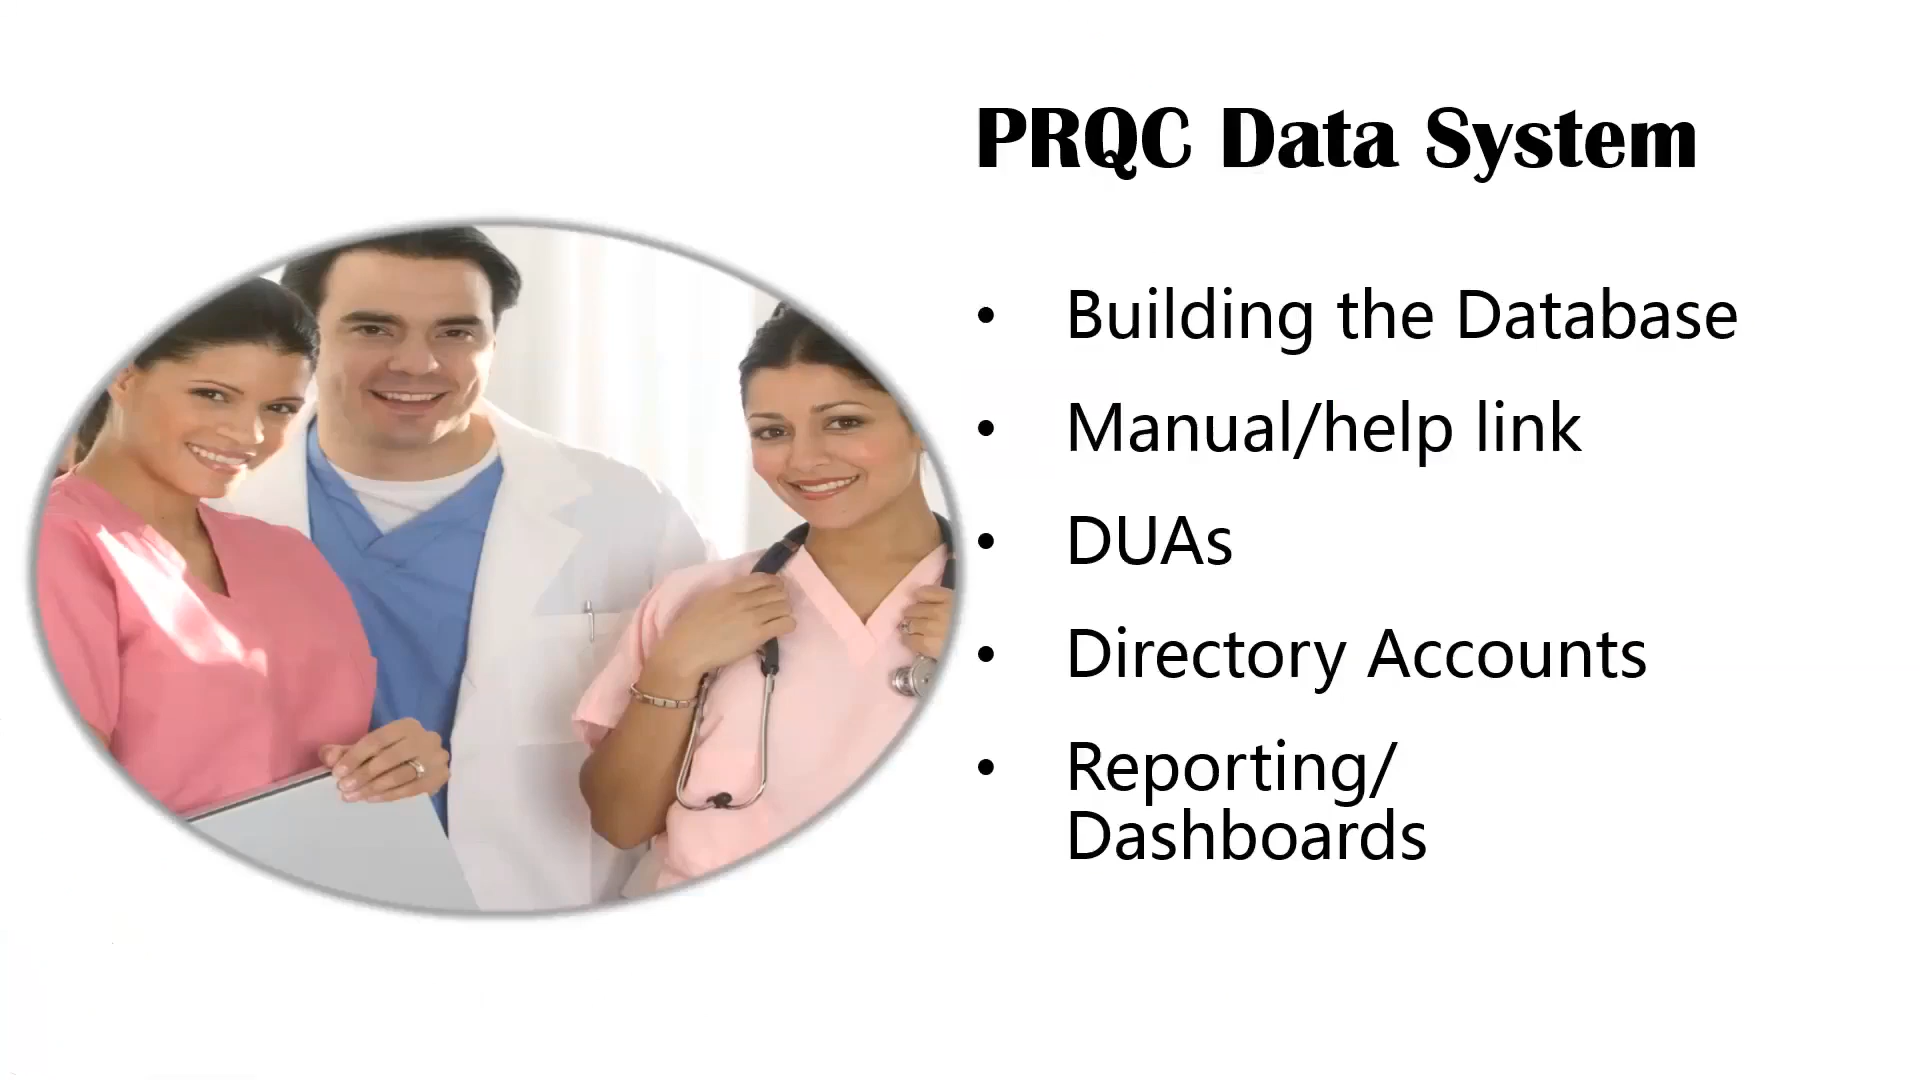 PRQC Data System
• Building the Database
• Manual/help link
• DUAs
• Directory Accounts
• Reporting/
Dashboards